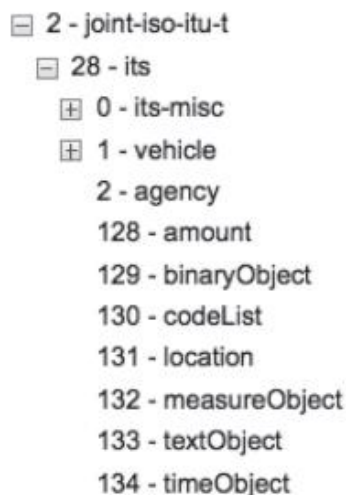 2 - joint-iso-itu-t
28 - its
0 - its-misc
1 - vehicle
2 - agency
128 - amount
129 - binaryObject
130 - codeList
131 - location
132 - measureObject
133 - textObject
134 - timeObject